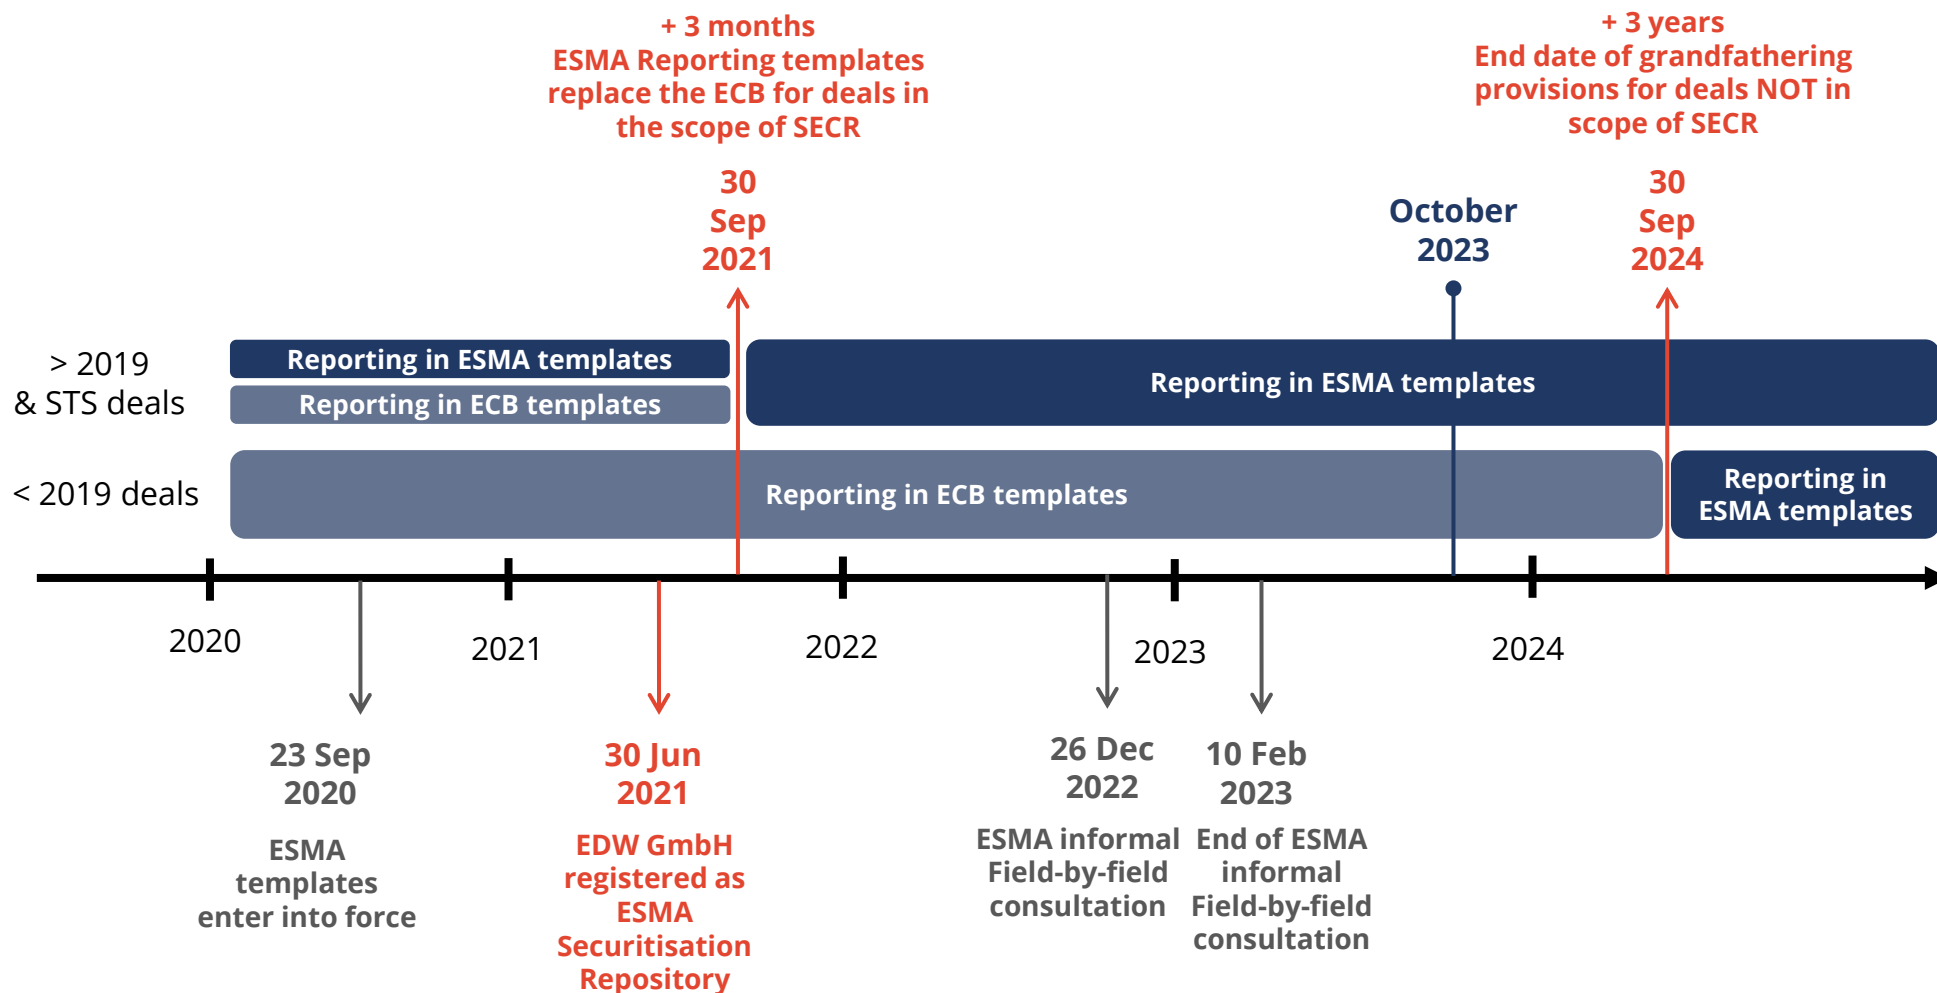 + 3 months
ESMA Reporting templates
replace the ECB for deals in
the scope of SECR
30
Sep
2021
+ 3 years
End date of grandfathering
provisions for deals NOT in
scope of SECR
30
Sep
2024
October
2023
> 2019
& STS deals
Reporting in ESMA templates
Reporting in ECB templates
Reporting in ESMA templates
< 2019 deals
Reporting in ECB templates
Reporting in
ESMA templates
2020
2021
2022
2023
2024
23 Sep
2020
ESMA
templates
enter into force
30 Jun
2021
EDW GmbH
registered as
ESMA
Securitisation
Repository
26 Dec
2022
ESMA informal
Field-by-field
consultation
10 Feb
2023
End of ESMA
informal
Field-by-field
consultation